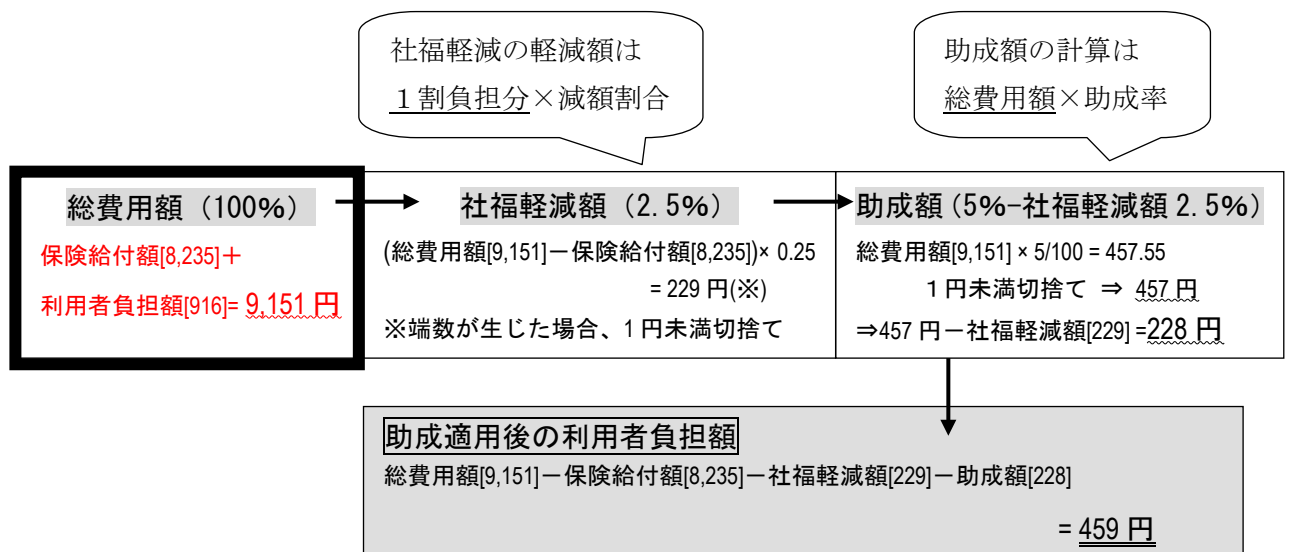 社福軽減の軽減額は
１割負担分×減額割合
助成額の計算は
総費用額×助成率
総費用額（100%）
保険給付額[8,235]＋
利用者負担額[916]= 9,151 円
社福軽減額（2.5%）
(総費用額[9,151]－保険給付額[8,235])× 0.25
= 229 円(※)
※端数が生じた場合、1 円未満切捨て
助成額(5%-社福軽減額 2.5%)
総費用額[9,151] × 5/100 = 457.55
１円未満切捨て ⇒ 457 円
⇒457 円－社福軽減額[229] =228 円
助成適用後の利用者負担額
総費用額[9,151]－保険給付額[8,235]－社福軽減額[229]－助成額[228]
= 459 円